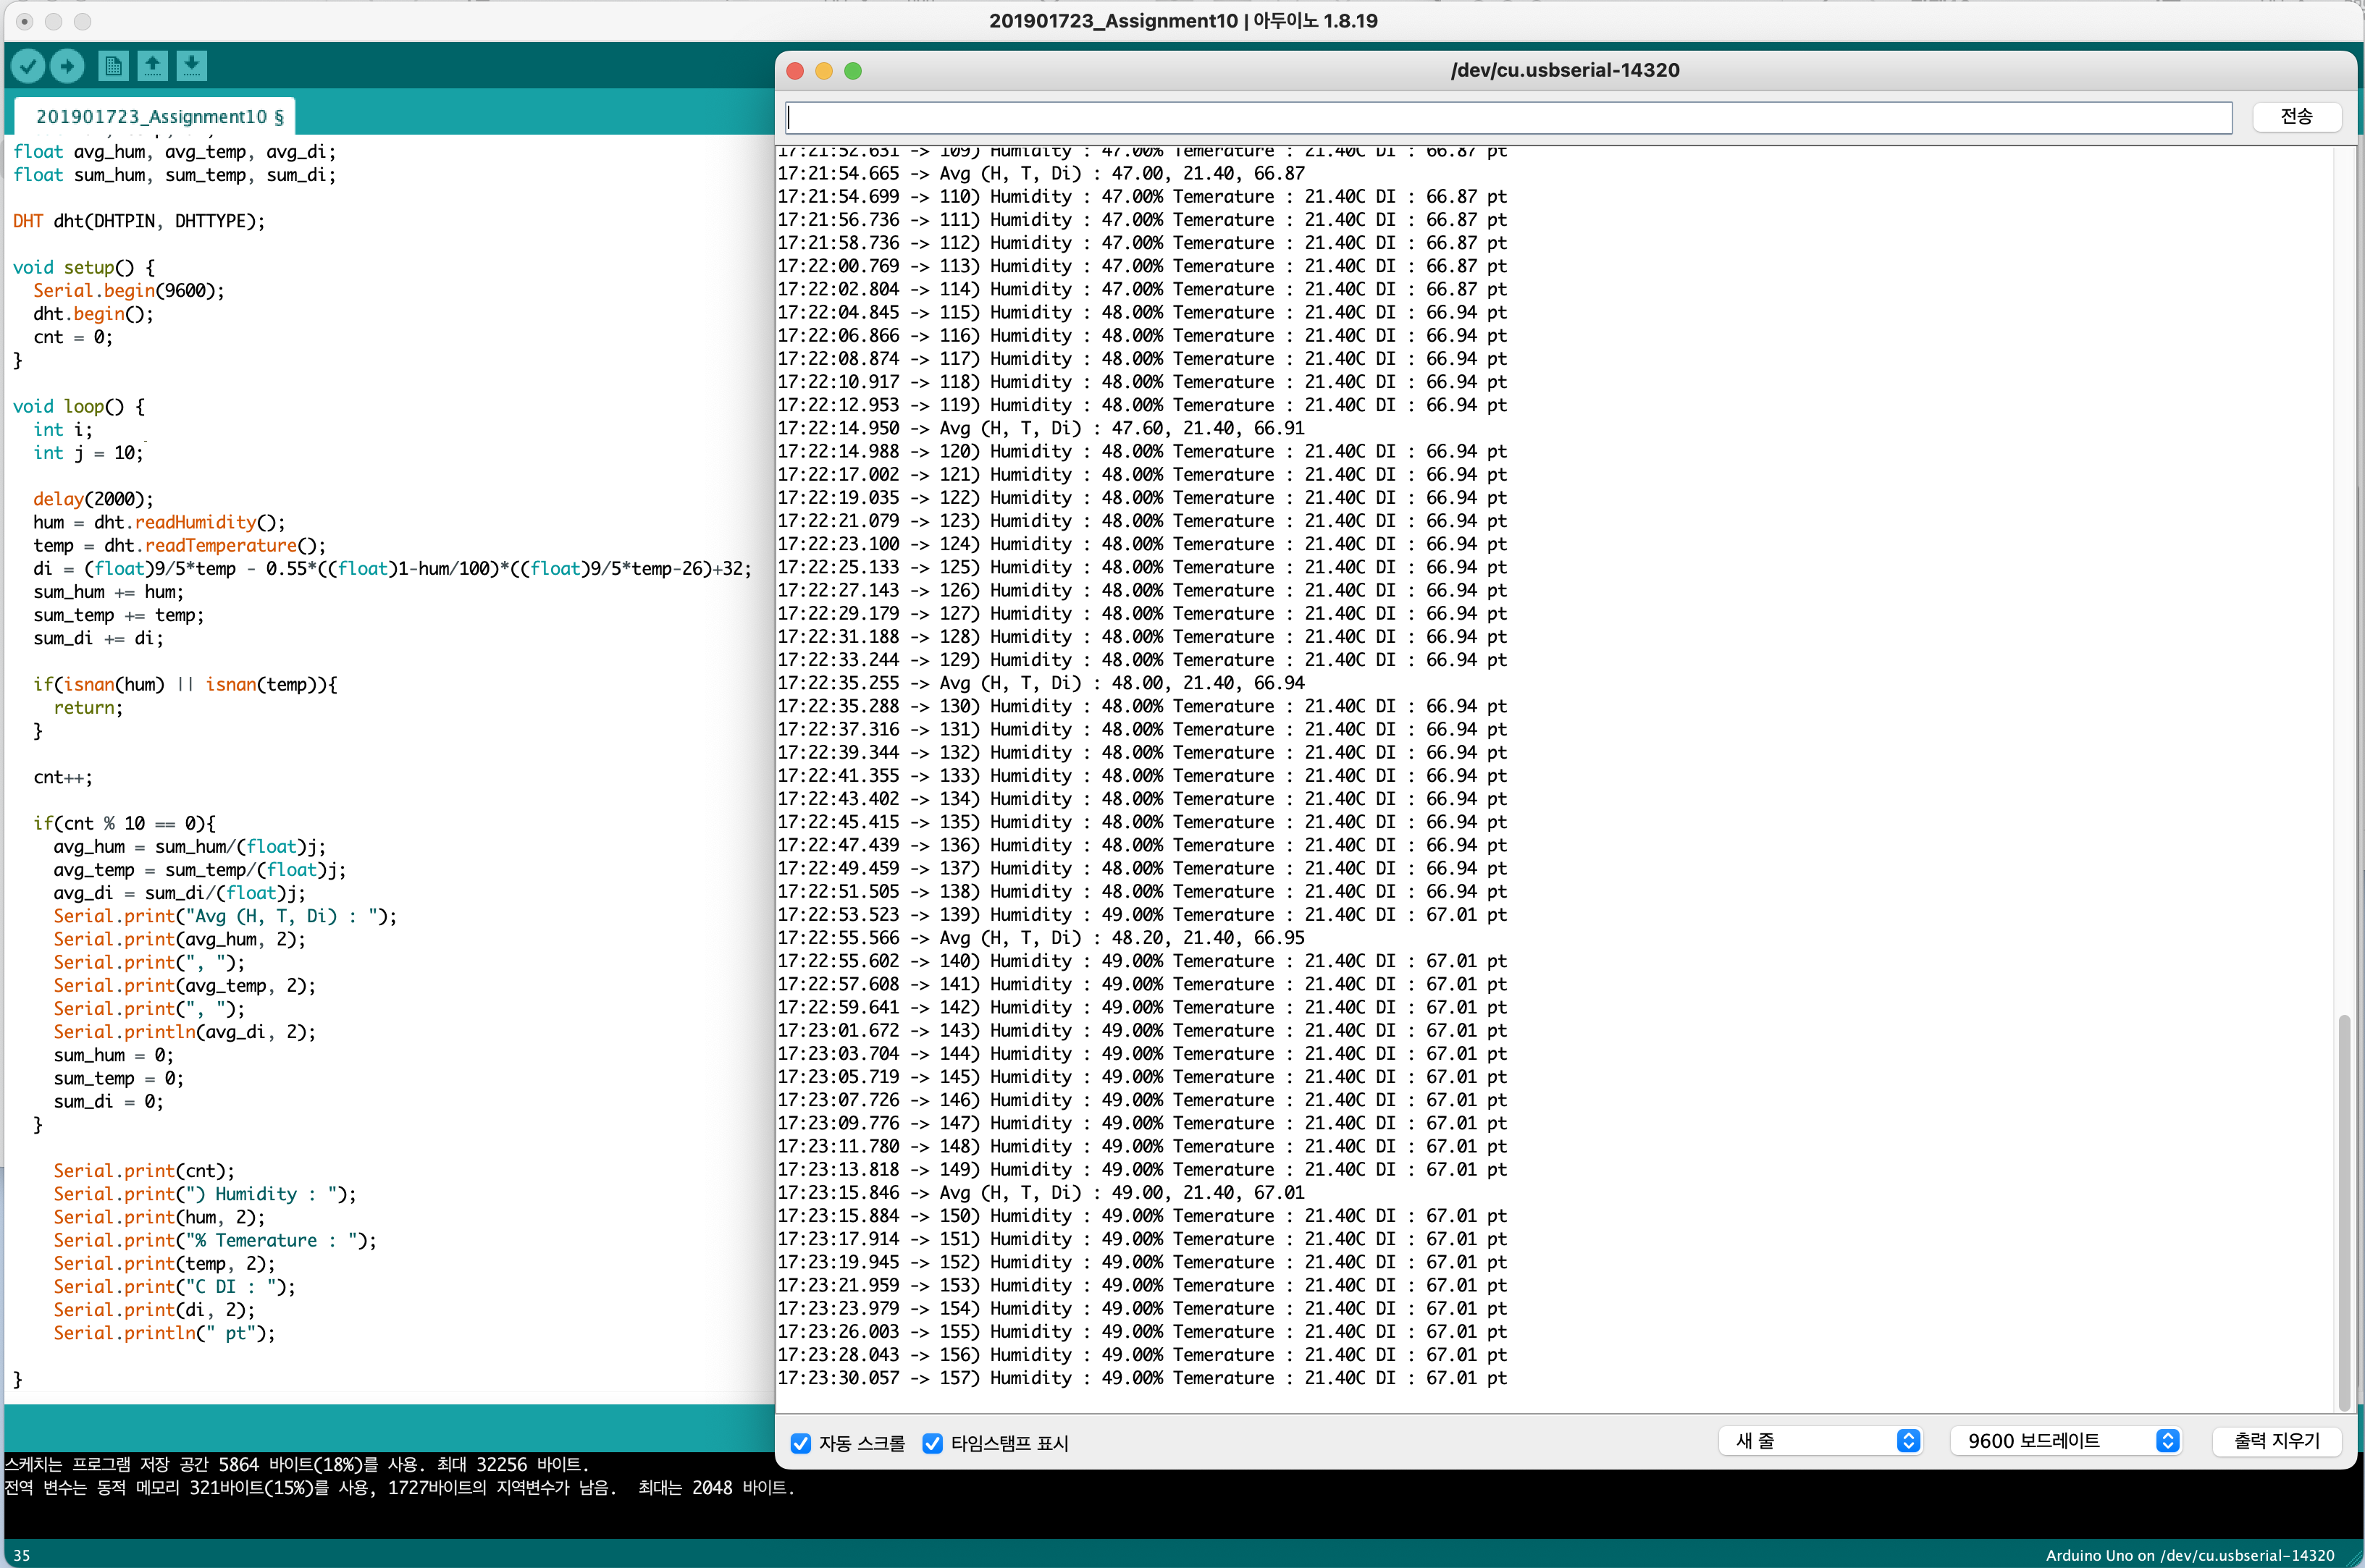 201901723_Assignment10 | 아두이노 1.8.19
201901723_Assignment10 §
float avg_hum, avg_temp, avg_di;
float sum_hum, sum_temp, sum_di;
DHT dht(DHTPIN, DHTTYPE);
void setup() {
Serial.begin(9600);
dht.begin();
cnt = 0;
}
void loop() {
int i;
int j = 10;
delay(2000);
hum = dht.readHumidity();
temp = dht.readTemperature();
di = (float)9/5*temp - 0.55*((float)1-hum/100)*((float)9/5*temp-26)+32;
sum_hum += hum;
sum_temp += temp;
sum_di += di;
if(isnan(hum) || isnan(temp)){
return;
}
cnt++;
if(cnt % 10 == 0){
avg_hum = sum_hum/(float)j;
avg_temp = sum_temp/(float)j;
avg_di = sum_di/(float)j;
Serial.print("Avg (H, T, Di) : ");
Serial.print(avg_hum, 2);
Serial.print(", ");
Serial.print(avg_temp, 2);
Serial.print(", ");
Serial.println(avg_di, 2);
sum_hum = 0;
sum_temp = 0;
sum_di = 0;
}
Serial.print(cnt);
Serial.print(") Humidity : ");
Serial.print(hum, 2);
Serial.print("% Temerature : ");
Serial.print(temp, 2);
Serial.print("C DI : ");
Serial.print(di, 2);
Serial.println(" pt");
}
/dev/cu.usbserial-14320
전송
17:21:52.631 -> 109) Humidity : 47.00% Temerature : 21.40C DI : 66.87 pt
17:21:54.665 -> Avg (H, T, Di) : 47.00, 21.40, 66.87
17:21:54.699 -> 110) Humidity : 47.00% Temerature : 21.40C DI : 66.87 pt
17:21:56.736 -> 111) Humidity : 47.00% Temerature : 21.40C DI : 66.87 pt
17:21:58.736 -> 112) Humidity : 47.00% Temerature : 21.40C DI : 66.87 pt
17:22:00.769 -> 113) Humidity : 47.00% Temerature : 21.40C DI : 66.87 pt
17:22:02.804 -> 114) Humidity : 47.00% Temerature : 21.40C DI : 66.87 pt
17:22:04.845 -> 115) Humidity : 48.00% Temerature : 21.40C DI : 66.94 pt
17:22:06.866 -> 116) Humidity : 48.00% Temerature : 21.40C DI : 66.94 pt
17:22:08.874 -> 117) Humidity : 48.00% Temerature : 21.40C DI : 66.94 pt
17:22:10.917 -> 118) Humidity : 48.00% Temerature : 21.40C DI : 66.94 pt
17:22:12.953 -> 119) Humidity : 48.00% Temerature : 21.40C DI : 66.94 pt
17:22:14.950 -> Avg (H, T, Di) : 47.60, 21.40, 66.91
17:22:14.988 -> 120) Humidity : 48.00% Temerature : 21.40C DI : 66.94 pt
17:22:17.002 -> 121) Humidity : 48.00% Temerature : 21.40C DI : 66.94 pt
17:22:19.035 -> 122) Humidity : 48.00% Temerature : 21.40C DI : 66.94 pt
17:22:21.079 -> 123) Humidity : 48.00% Temerature : 21.40C DI : 66.94 pt
17:22:23.100 -> 124) Humidity : 48.00% Temerature : 21.40C DI : 66.94 pt
17:22:25.133 -> 125) Humidity : 48.00% Temerature : 21.40C DI : 66.94 pt
17:22:27.143 -> 126) Humidity : 48.00% Temerature : 21.40C DI : 66.94 pt
17:22:29.179 -> 127) Humidity : 48.00% Temerature : 21.40C DI : 66.94 pt
17:22:31.188 -> 128) Humidity : 48.00% Temerature : 21.40C DI : 66.94 pt
17:22:33.244 -> 129) Humidity : 48.00% Temerature : 21.40C DI : 66.94 pt
17:22:35.255 -> Avg (H, T, Di) : 48.00, 21.40, 66.94
17:22:35.288 -> 130) Humidity : 48.00% Temerature : 21.40C DI : 66.94 pt
17:22:37.316 -> 131) Humidity : 48.00% Temerature : 21.40C DI : 66.94 pt
17:22:39.344 -> 132) Humidity : 48.00% Temerature : 21.40C DI : 66.94 pt
17:22:41.355 -> 133) Humidity : 48.00% Temerature : 21.40C DI : 66.94 pt
17:22:43.402 -> 134) Humidity : 48.00% Temerature : 21.40C DI : 66.94 pt
17:22:45.415 -> 135) Humidity : 48.00% Temerature : 21.40C DI : 66.94 pt
17:22:47.439 -> 136) Humidity : 48.00% Temerature : 21.40C DI : 66.94 pt
17:22:49.459 -> 137) Humidity : 48.00% Temerature : 21.40C DI : 66.94 pt
17:22:51.505 -> 138) Humidity : 48.00% Temerature : 21.40C DI : 66.94 pt
17:22:53.523 -> 139) Humidity : 49.00% Temerature : 21.40C DI : 67.01 pt
17:22:55.566 -> Avg (H, T, Di) : 48.20, 21.40, 66.95
17:22:55.602 -> 140) Humidity : 49.00% Temerature : 21.40C DI : 67.01 pt
17:22:57.608 -> 141) Humidity : 49.00% Temerature : 21.40C DI : 67.01 pt
17:22:59.641 -> 142) Humidity : 49.00% Temerature : 21.40C DI : 67.01 pt
17:23:01.672 -> 143) Humidity : 49.00% Temerature : 21.40C DI : 67.01 pt
17:23:03.704 -> 144) Humidity : 49.00% Temerature : 21.40C DI : 67.01 pt
17:23:05.719 -> 145) Humidity : 49.00% Temerature : 21.40C DI : 67.01 pt
17:23:07.726 -> 146) Humidity : 49.00% Temerature : 21.40C DI : 67.01 pt
17:23:09.776 -> 147) Humidity : 49.00% Temerature : 21.40C DI : 67.01 pt
17:23:11.780 -> 148) Humidity : 49.00% Temerature : 21.40C DI : 67.01 pt
17:23:13.818 -> 149) Humidity : 49.00% Temerature : 21.40C DI : 67.01 pt
17:23:15.846 -> Avg (H, T, Di) : 49.00, 21.40, 67.01
17:23:15.884 -> 150) Humidity : 49.00% Temerature : 21.40C DI : 67.01 pt
17:23:17.914 -> 151) Humidity : 49.00% Temerature : 21.40C DI : 67.01 pt
17:23:19.945 -> 152) Humidity : 49.00% Temerature : 21.40C DI : 67.01 pt
17:23:21.959 -> 153) Humidity : 49.00% Temerature : 21.40C DI : 67.01 pt
17:23:23.979 -> 154) Humidity : 49.00% Temerature : 21.40C DI : 67.01 pt
17:23:26.003 -> 155) Humidity : 49.00% Temerature : 21.40C DI : 67.01 pt
17:23:28.043 -> 156) Humidity : 49.00% Temerature : 21.40C DI : 67.01 pt
17:23:30.057 -> 157) Humidity : 49.00% Temerature : 21.40C DI : 67.01 pt
자동 스크롤 타임스탬프 표시 새 줄 9600 보드레이트 출력 지우기
스케치는 프로그램 저장 공간 5864 바이트(18%)를 사용. 최대 32256 바이트.
전역 변수는 동적 메모리 321바이트(15%)를 사용, 1727바이트의 지역변수가 남음. 최대는 2048 바이트.
35
Arduino Uno on /dev/cu.usbserial-14320